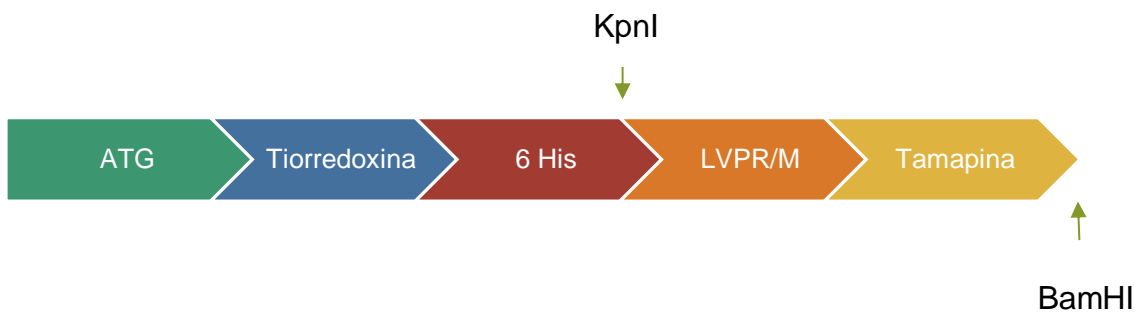 KpnI
ATG
Tiorredoxina
6 His
LVPR/M
Tamapina
BamHI